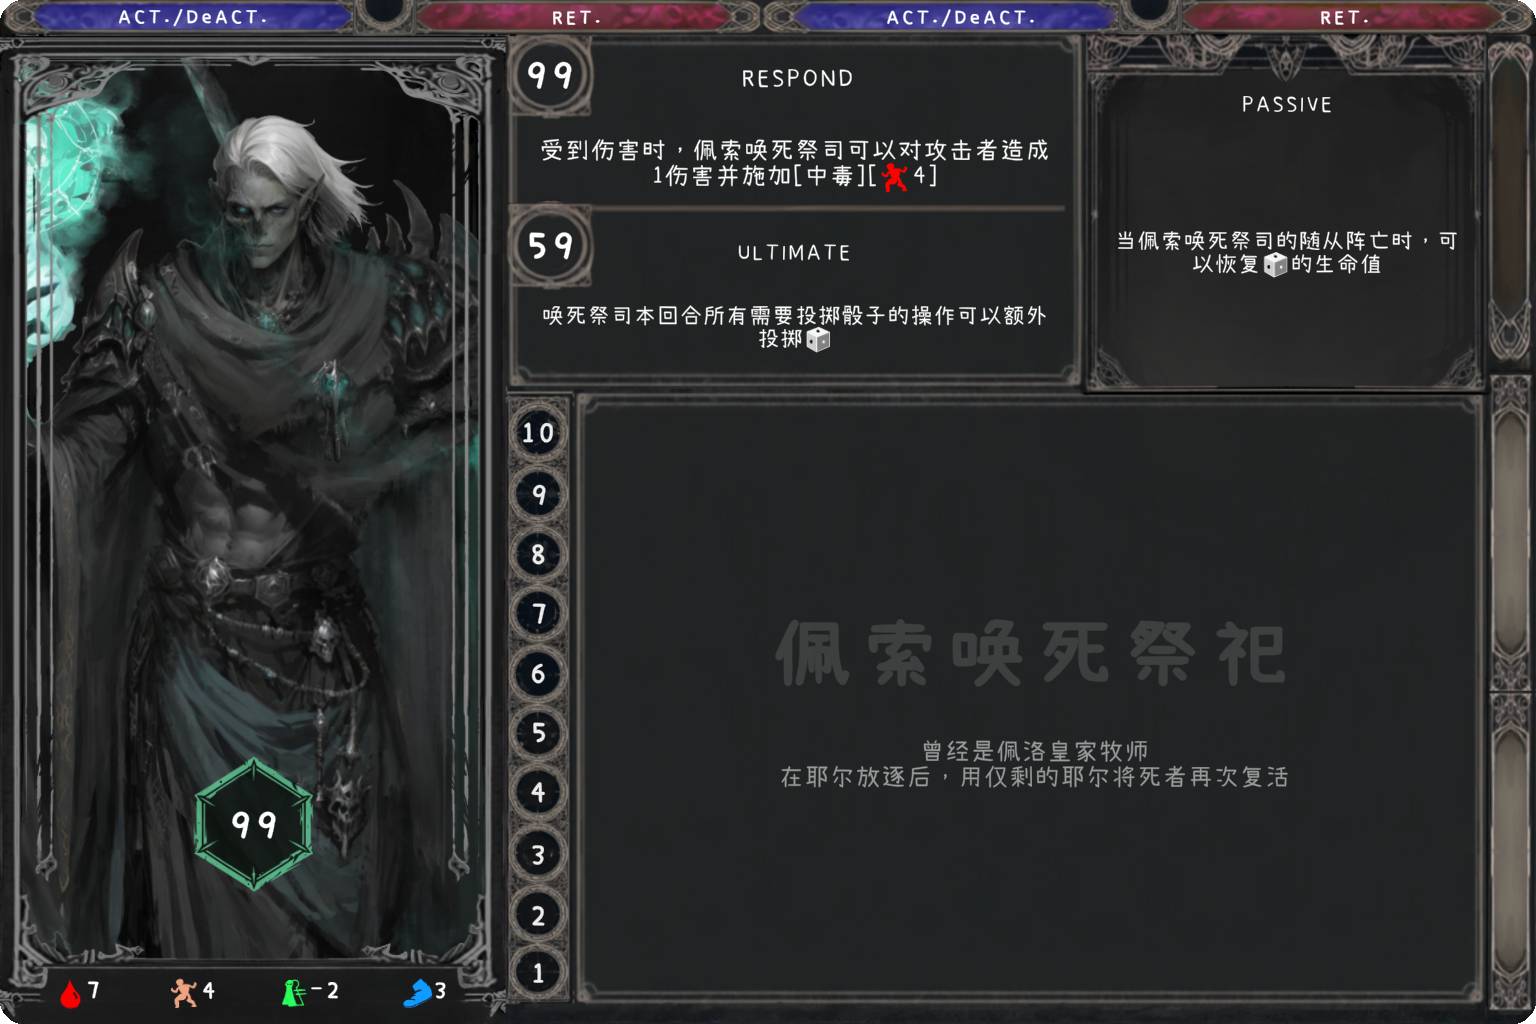 ACT./DeACT.
RET.
ACT./DeACT.
RET.
99
RESPOND
受到伤害时，佩索唤死祭司可以对攻击者造成
1伤害并施加[中毒][4]
59
ULTIMATE
唤死祭司本回合所有需要投掷骰子的操作可以额外
投掷
PASSIVE
当佩索唤死祭司的随从阵亡时，可
以恢复的生命值
10
9
8
7
6
5
4
3
2
1
佩索唤死祭祀
曾经是佩洛皇家牧师
在耶尔放逐后，用仅剩的耶尔将死者再次复活
99
7
4
-2
3